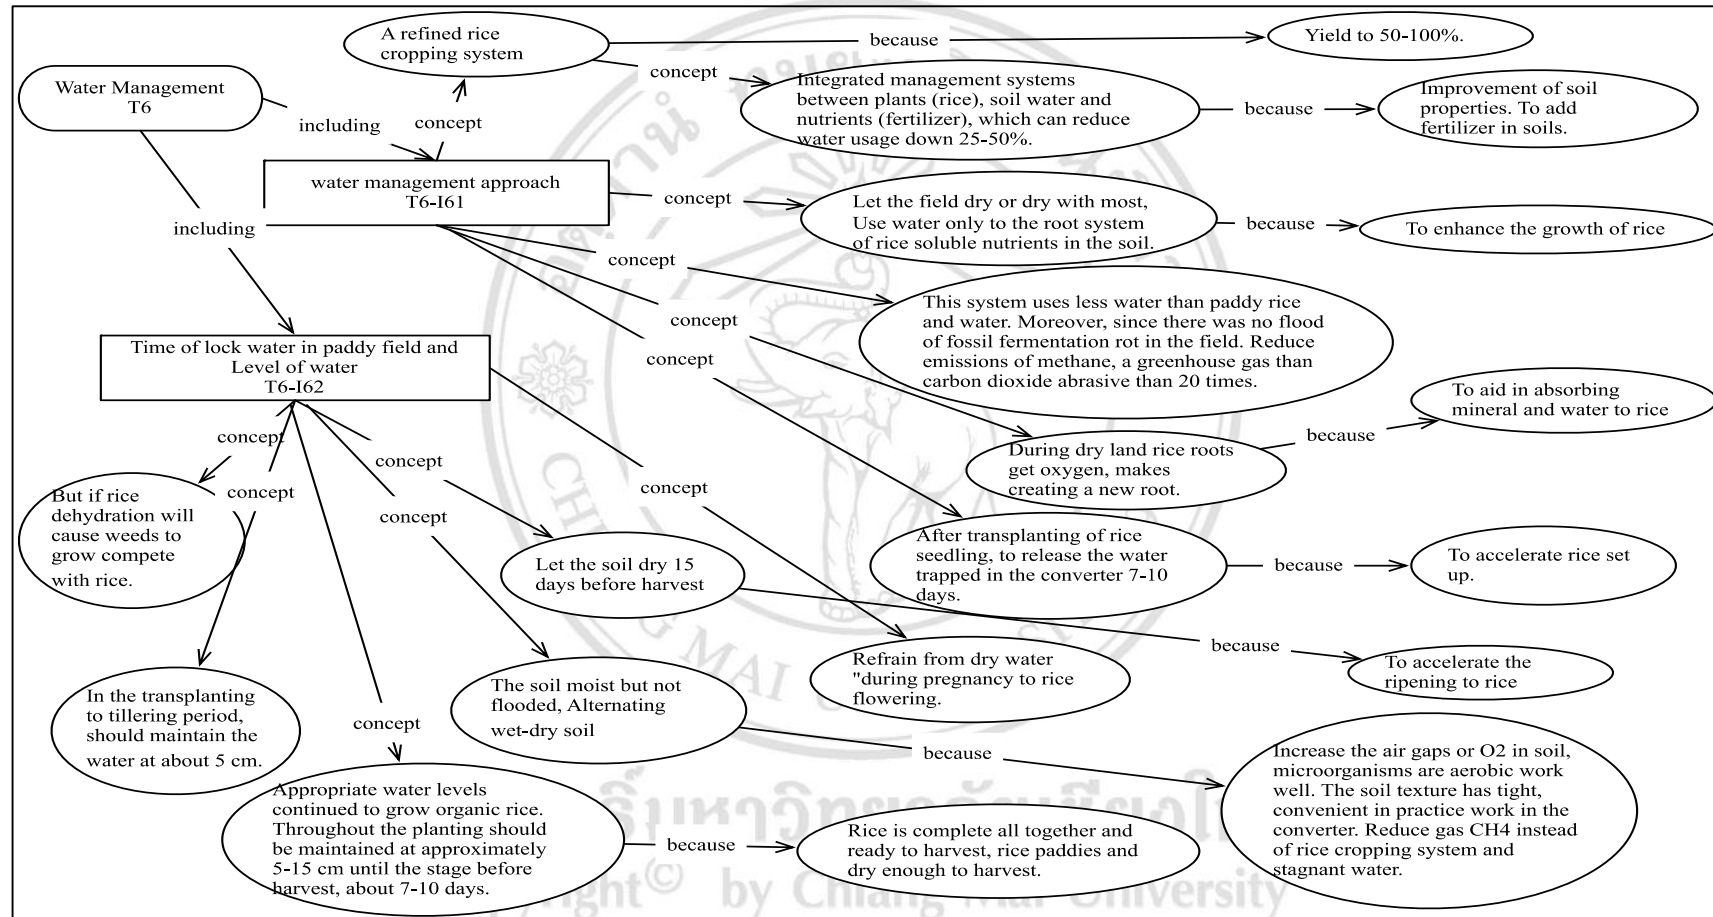 A refined rice
cropping system
because
Yield to 50-100%.
Water Management
T6
including
concept
concept
Integrated management systems
between plants (rice), soil water and
nutrients (fertilizer), which can reduce
water usage down 25-50%.
because
Improvement of soil
properties. To add
fertilizer in soils.
water management approach
T6-I61
concept
Let the field dry or dry with most,
Use water only to the root system
of rice soluble nutrients in the soil.
because
To enhance the growth of rice
including
concept
This system uses less water than paddy rice
and water. Moreover, since there was no flood
of fossil fermentation rot in the field. Reduce
emissions of methane, a greenhouse gas than
carbon dioxide abrasive than 20 times.
concept
concept
Time of lock water in paddy field and
Level of water
T6-I62
During dry land rice roots
get oxygen, makes
creating a new root.
because
To aid in absorbing
mineral and water to rice
concept
concept
concept
concept
concept
But if rice
dehydration will
cause weeds to
grow compete
with rice.
Let the soil dry 15
days before harvest
After transplanting of rice
seedling, to release the water
trapped in the converter 7-10
days.
because
To accelerate rice set
up.
because
To accelerate the
ripening to rice
In the transplanting
to tillering period,
should maintain the
water at about 5 cm.
concept
The soil moist but not
flooded, Alternating
wet-dry soil
Refrain from dry water
"during pregnancy to rice
flowering.
because
Increase the air gaps or O2 in soil,
microorganisms are aerobic work
well. The soil texture has tight,
convenient in practice work in the
converter. Reduce gas CH4 instead
of rice cropping system and
stagnant water.
Appropriate water levels
continued to grow organic rice.
Throughout the planting should
be maintained at approximately
5-15 cm until the stage before
harvest, about 7-10 days.
because
Rice is complete all together and
ready to harvest, rice paddies and
dry enough to harvest.
by Chiang Mai University